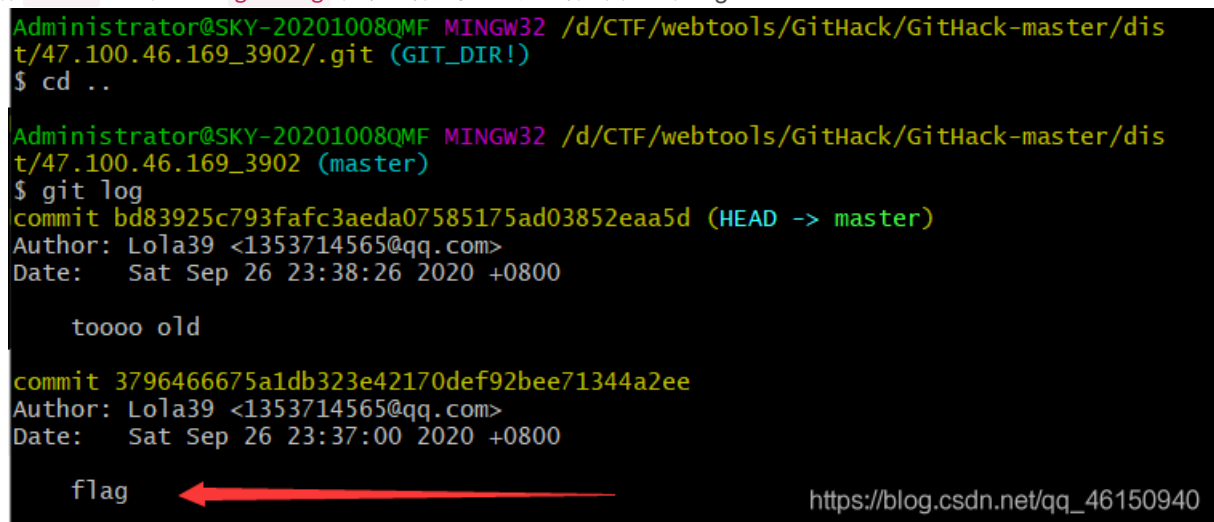 Administrator@SKY-20201008QMF MINGW32 /d/CTF/webtools/GitHack/GitHack-master/dis
t/47.100.46.169_3902/.git (GIT_DIR!)
$ cd ..
Administrator@SKY-20201008QMF MINGW32 /d/CTF/webtools/GitHack/GitHack-master/dis
t/47.100.46.169_3902 (master)
$ git log
commit bd83925c793fafc3aeda07585175ad03852eaa5d (HEAD -> master)
Author: Lola39 <1353714565@qq.com>
Date:   Sat Sep 26 23:38:26 2020 +0800
toooo old
commit 3796466675a1db323e42170def92bee71344a2ee
Author: Lola39 <1353714565@qq.com>
Date:   Sat Sep 26 23:37:00 2020 +0800
flag
https://blog.csdn.net/qq_46150940